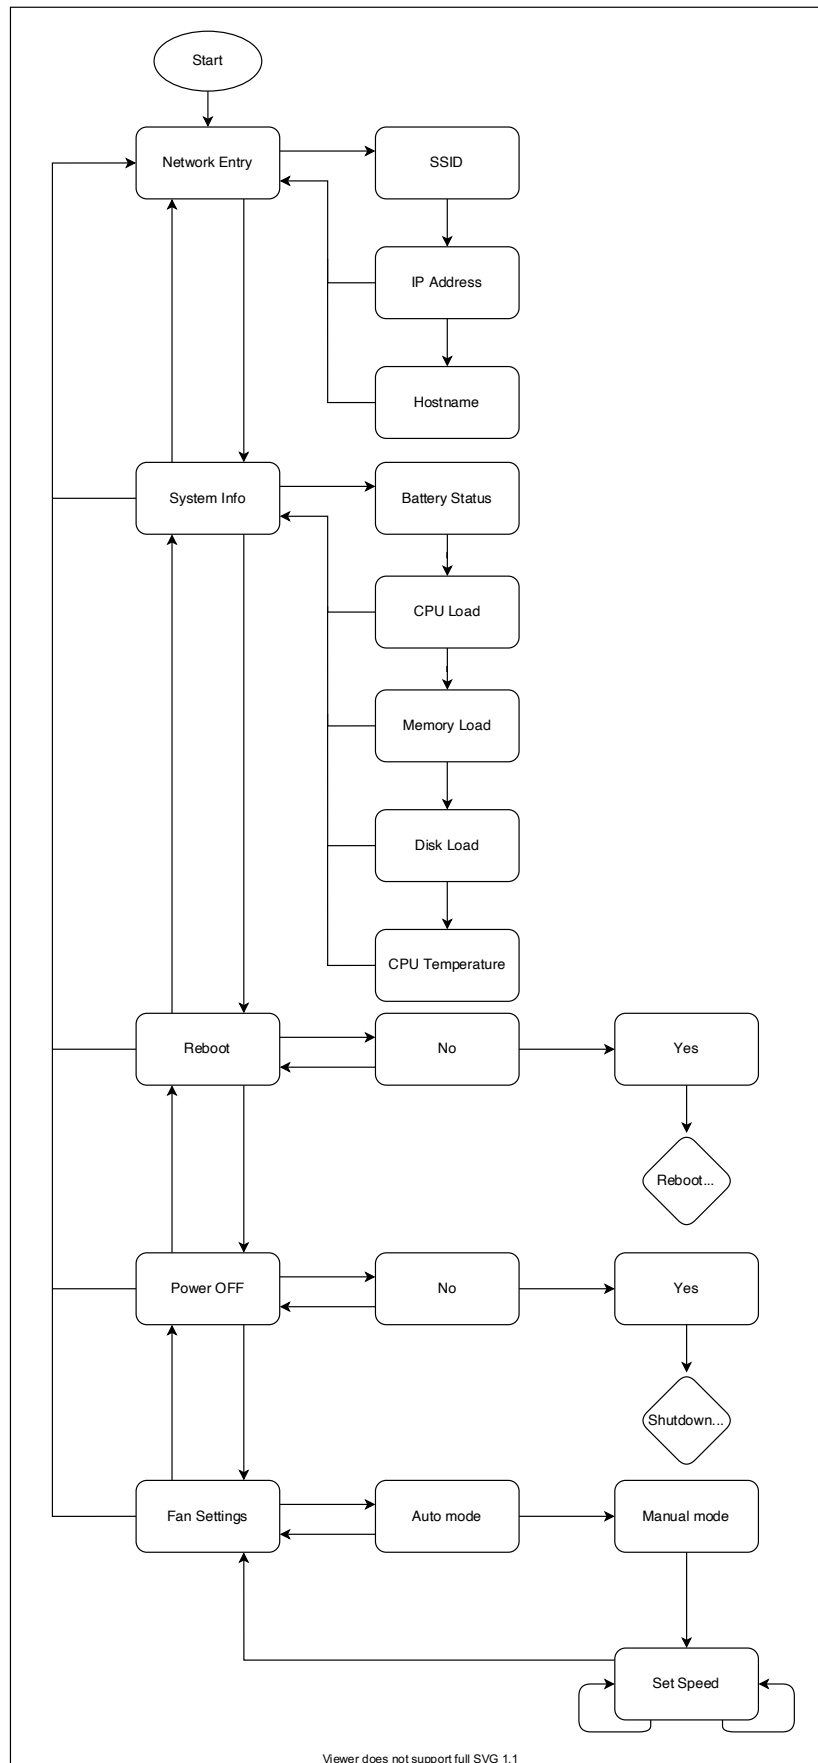 Start
Network Entry
SSID
IP Address
Hostname
System Info
Battery Status
CPU Load
Memory Load
Disk Load
CPU Temperature
Reboot
No
Yes
Reboot...
Power OFF
No
Yes
Shutdown...
Fan Settings
Auto mode
Manual mode
Set Speed
Viewer does not support full SVG 1.1